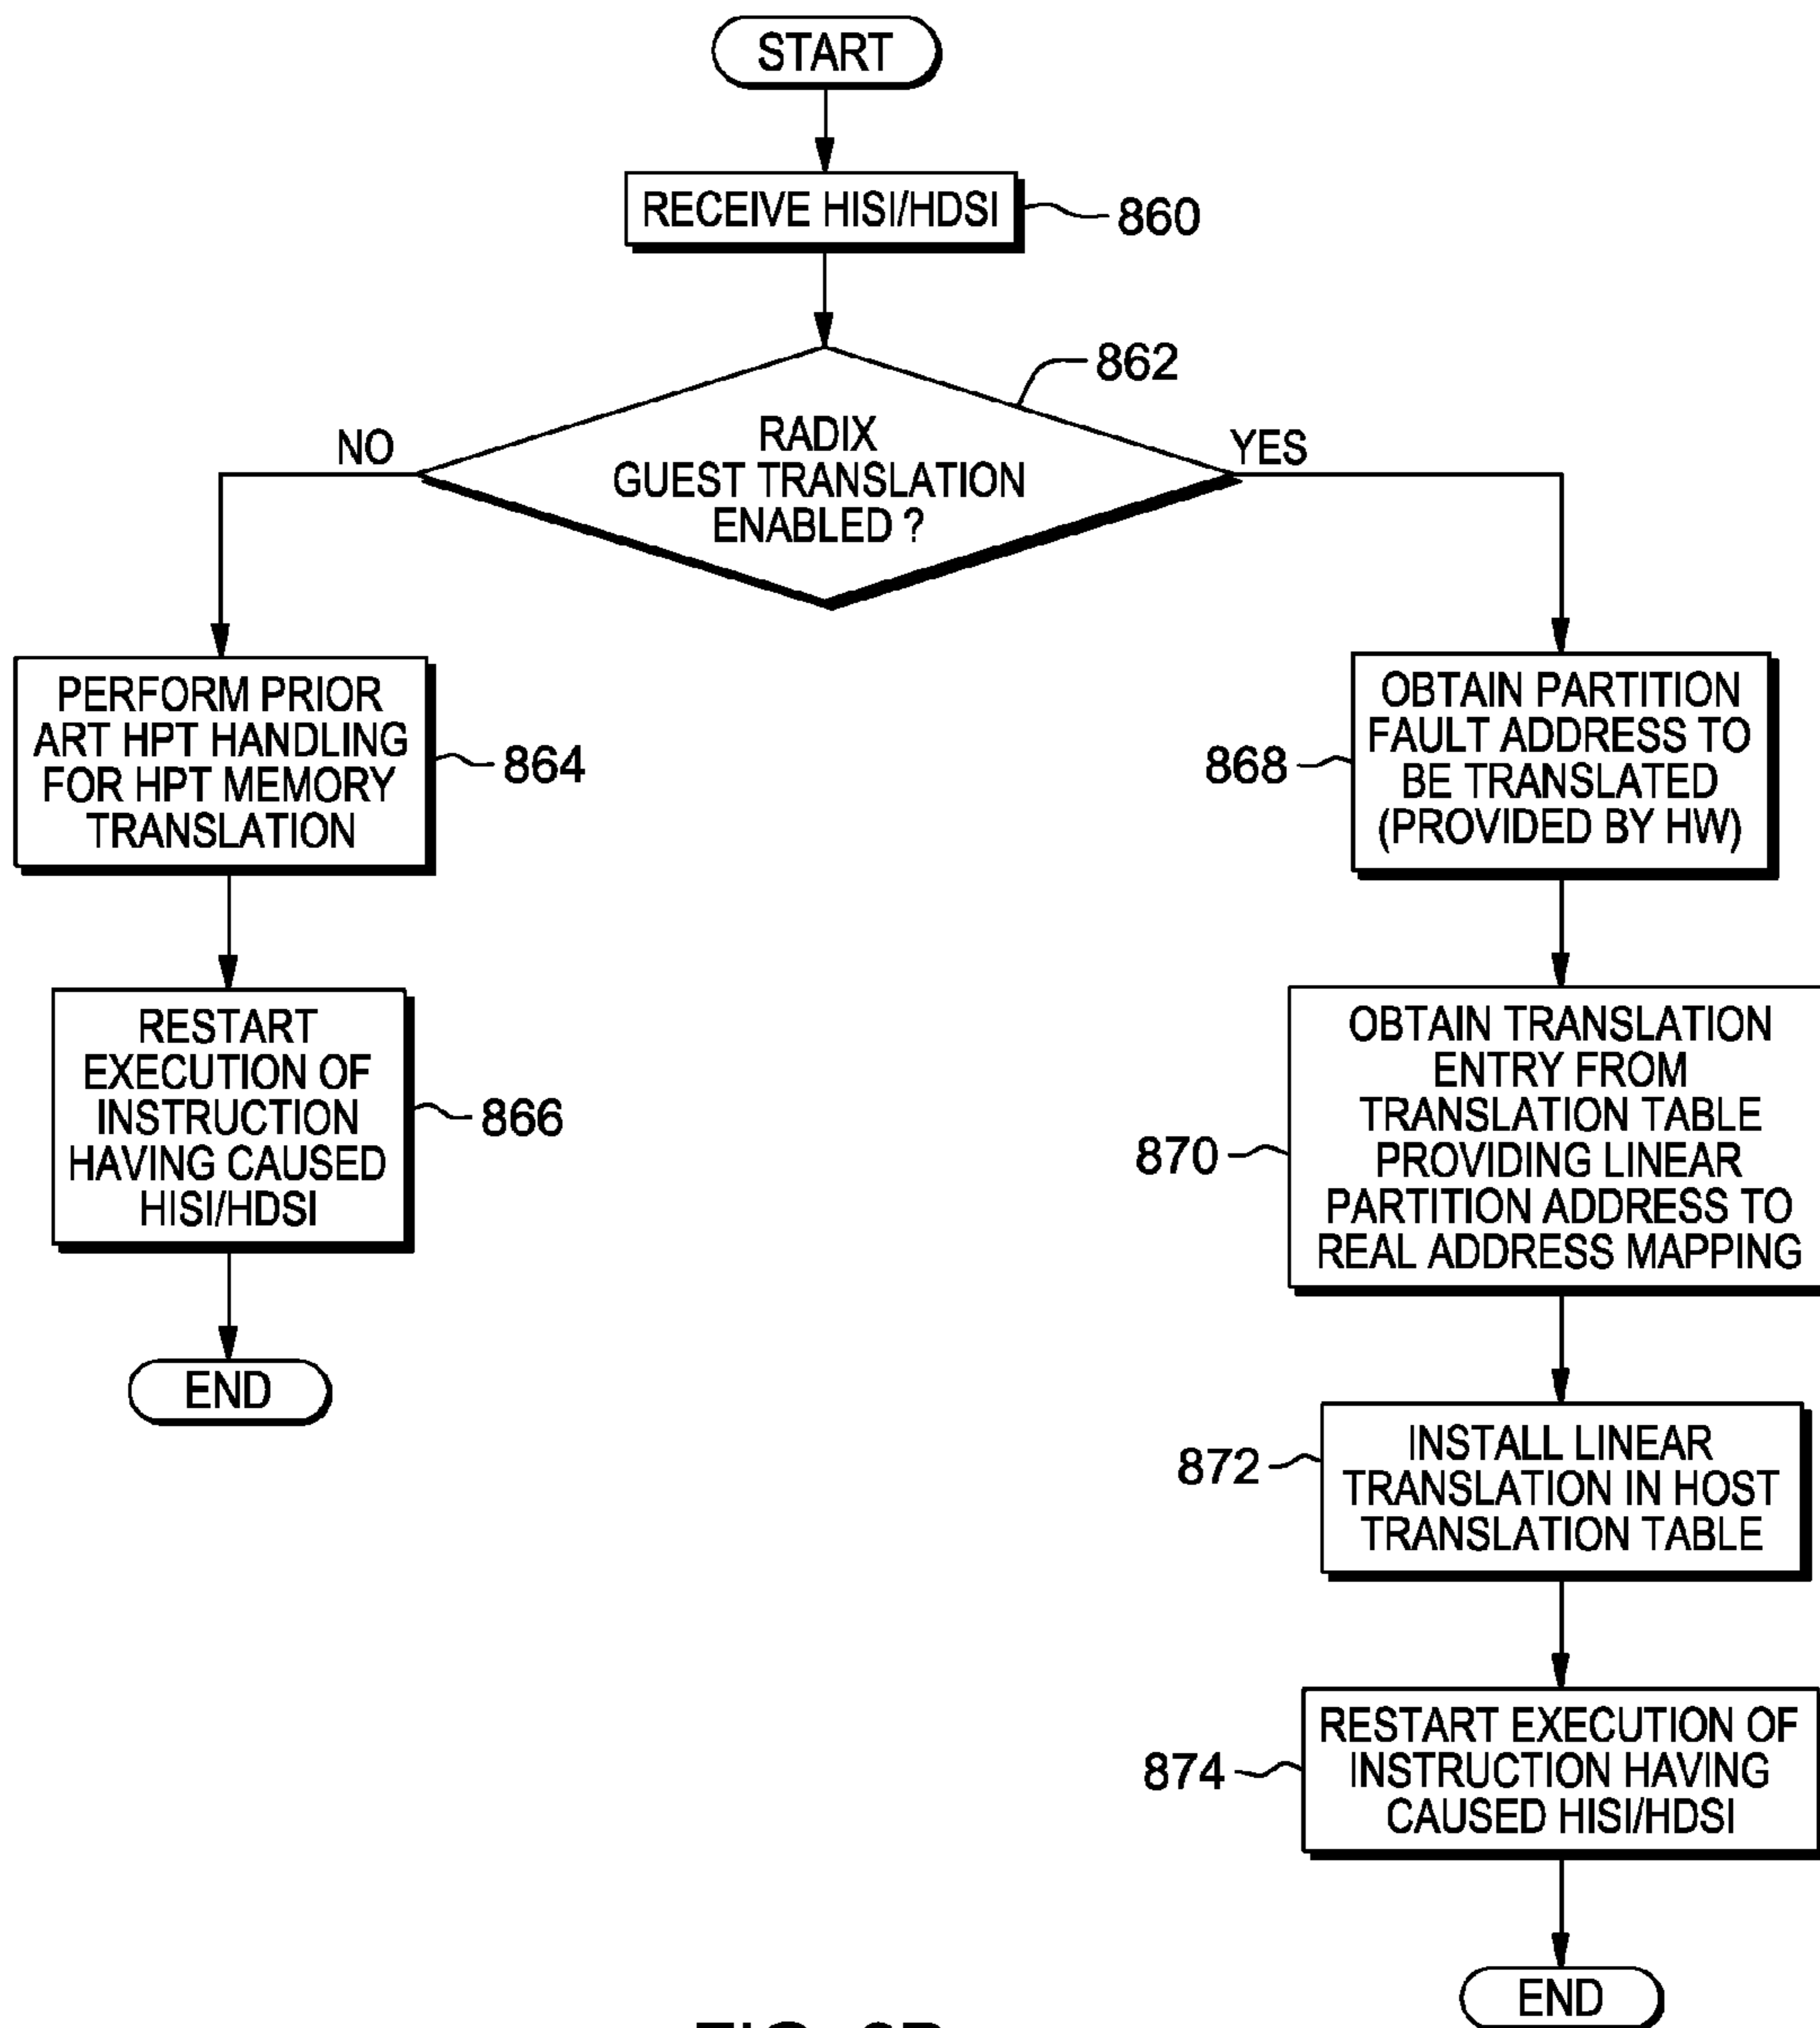 START
RECEIVE HISI/HDSI
860
862
RADIX
GUEST TRANSLATION
ENABLED ?
NO
YES
PERFORM PRIOR
ART HPT HANDLING
FOR HPT MEMORY
TRANSLATION
864
RESTART
EXECUTION OF
INSTRUCTION
HAVING CAUSED
HISI/HDSI
866
END
OBTAIN PARTITION
FAULT ADDRESS TO
BE TRANSLATED
(PROVIDED BY HW)
868
OBTAIN TRANSLATION
ENTRY FROM
TRANSLATION TABLE
PROVIDING LINEAR
PARTITION ADDRESS TO
REAL ADDRESS MAPPING
870
INSTALL LINEAR
TRANSLATION IN HOST
TRANSLATION TABLE
872
RESTART EXECUTION OF
INSTRUCTION HAVING
CAUSED HISI/HDSI
874
END